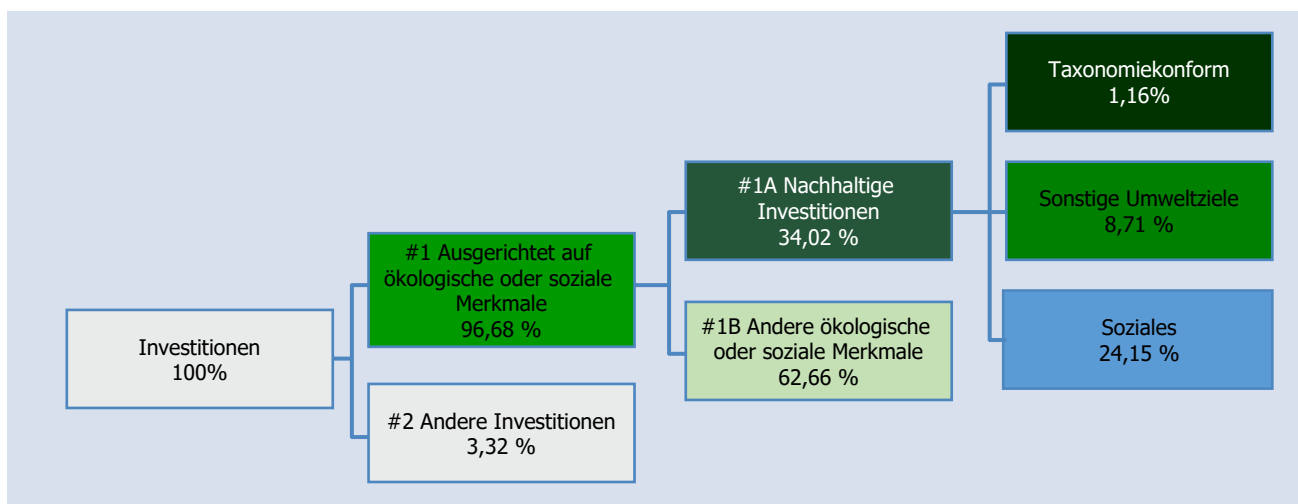 Investitionen
100%
#1 Ausgerichtet auf
ökologische oder soziale
Merkmale
96,68 %
#2 Andere Investitionen
3,32 %
#1A Nachhaltige
Investitionen
34,02 %
#1B Andere ökologische
oder soziale Merkmale
62,66 %
Taxonomiekonform
1,16%
Sonstige Umweltziele
8,71 %
Soziales
24,15 %